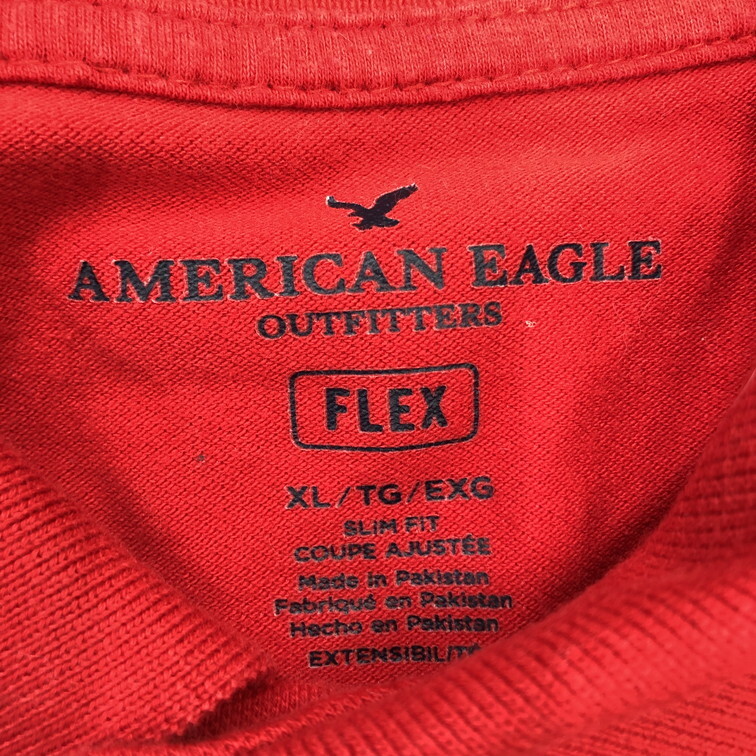 AMERICAN EAGLE
OUTFITTERS
FLEX
XL/TG/EXG
SLIM FIT
COUPE AJUSTÉE
Made in Pakistan
Fabriqué en Pakistan
Hecho en Pakistan